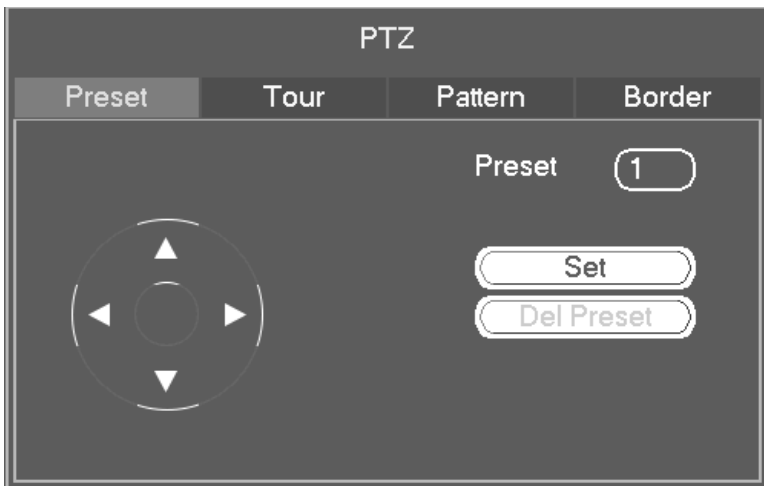 PTZ
Preset Tour Pattern Border
Preset 1
Set
Del Preset